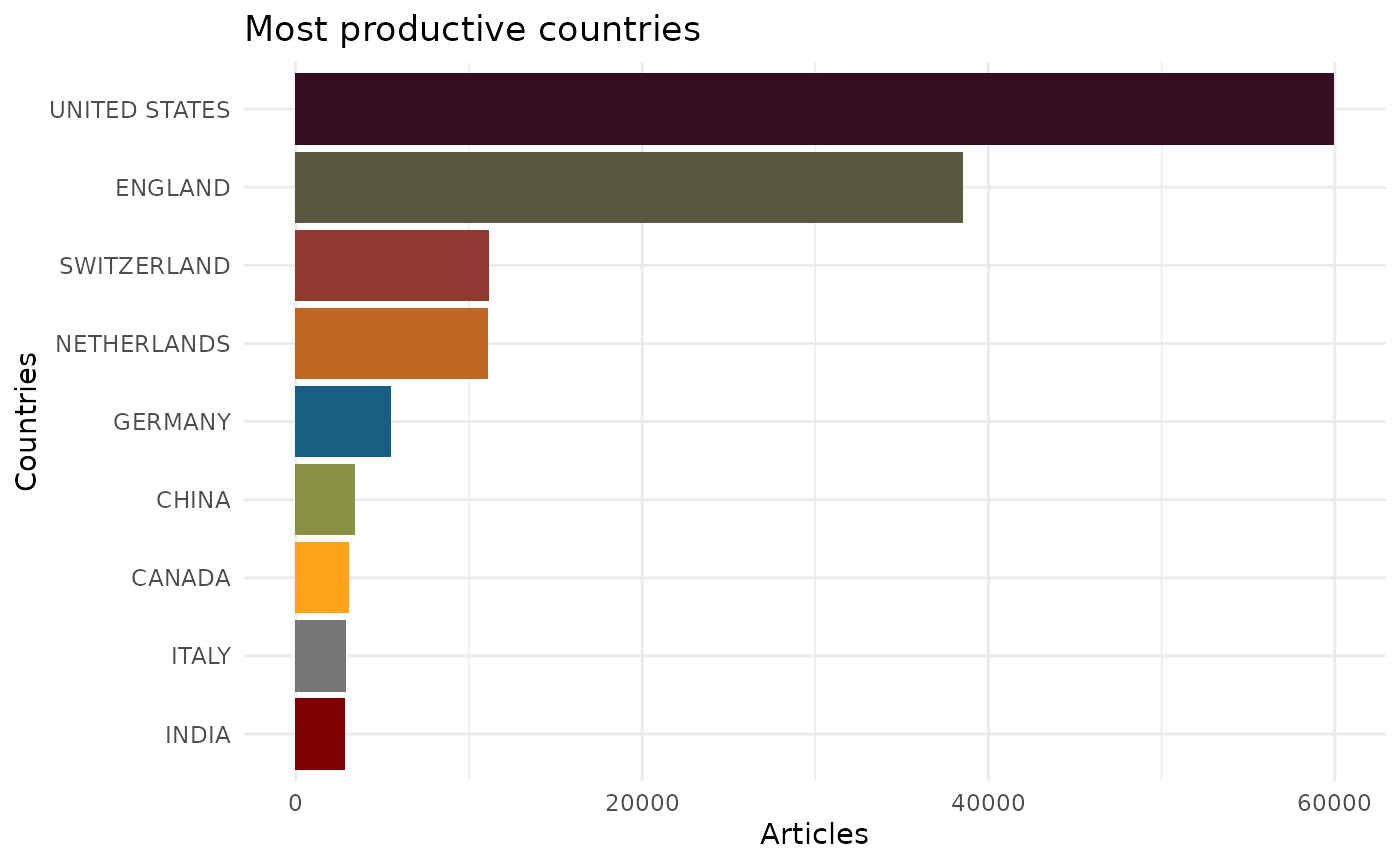 Most productive countries
UNITED STATES
ENGLAND
SWITZERLAND
NETHERLANDS
GERMANY
CHINA
CANADA
ITALY
INDIA
Countries
0 20000 40000 60000
Articles